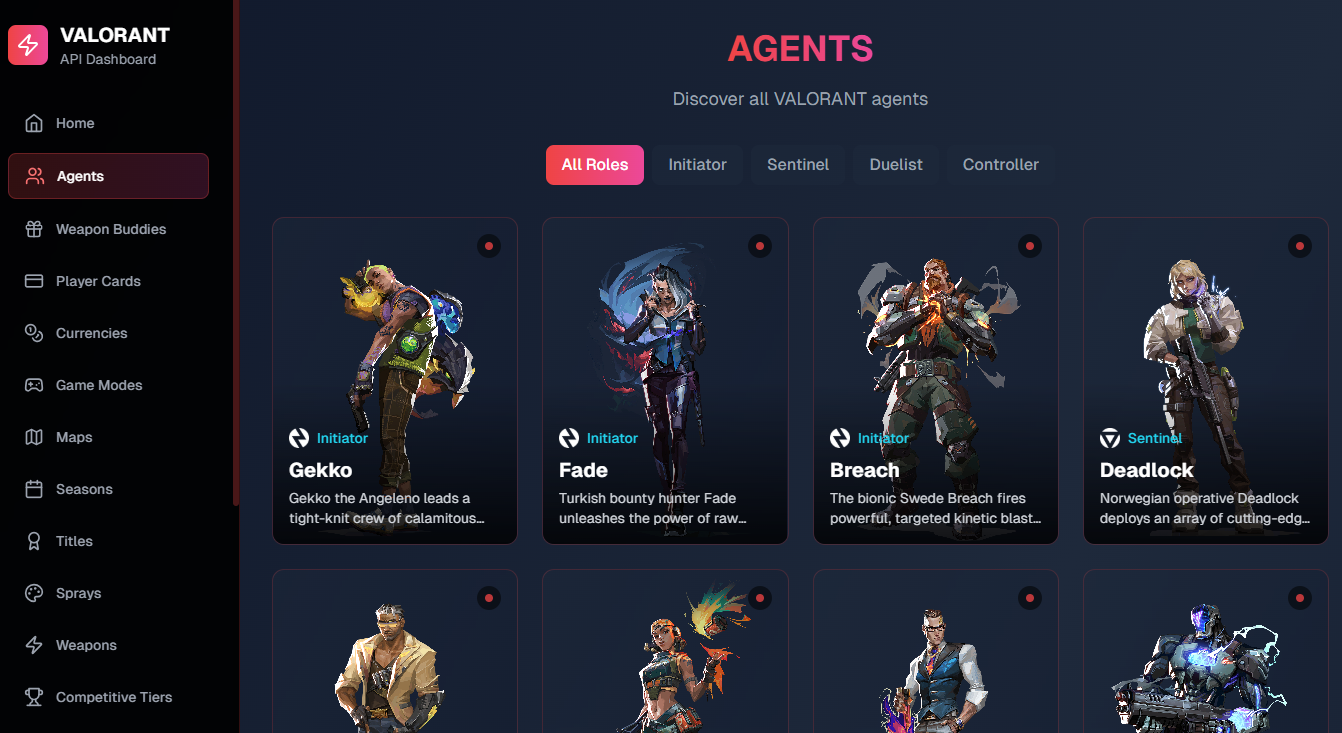 VALORANT
API Dashboard
Home
Agents
Weapon Buddies
Player Cards
Currencies
Game Modes
Maps
Seasons
Titles
Sprays
Weapons
Competitive Tiers
AGENTS
Discover all VALORANT agents
All Roles
Initiator
Sentinel
Duelist
Controller
Initiator
Gekko
Gekko the Angeleno leads a
tight-knit crew of calamitous...
Initiator
Fade
Turkish bounty hunter Fade
unleashes the power of raw...
Initiator
Breach
The bionic Swede Breach fires
powerful, targeted kinetic blast...
Sentinel
Deadlock
Norwegian operative Deadlock
deploys an array of cutting-edg...